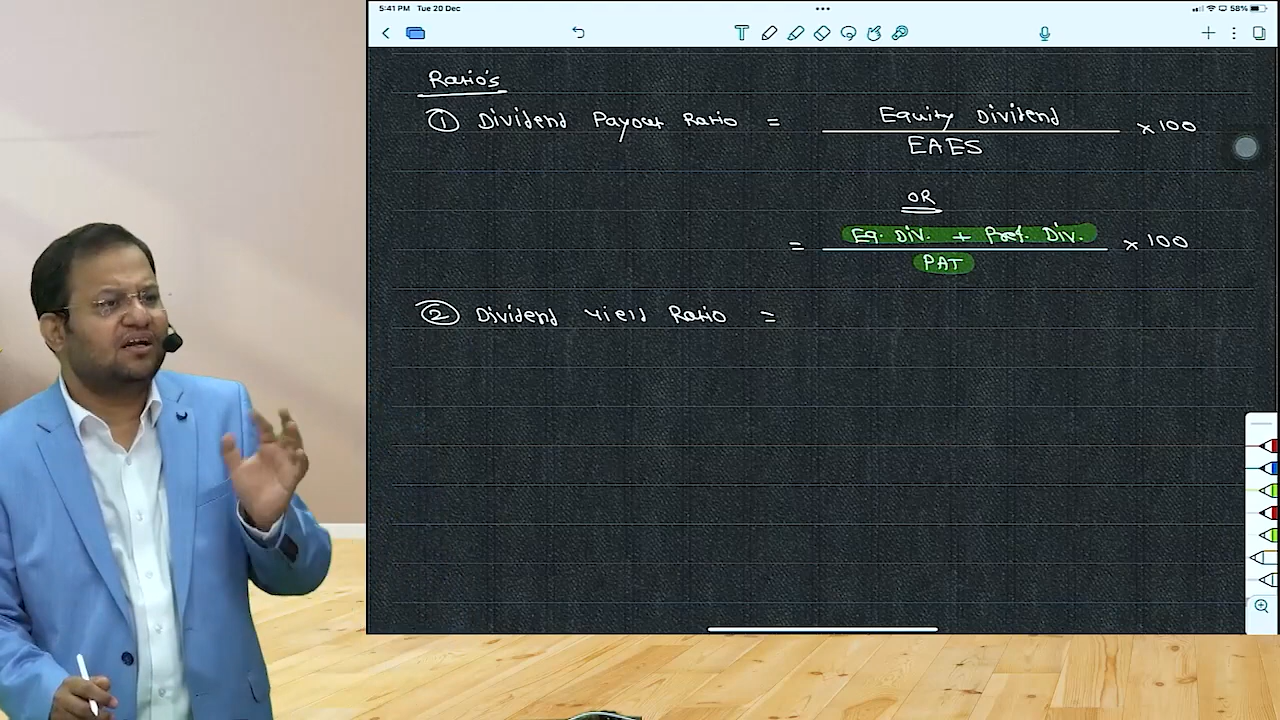 5:41 PM Tue 20 Dec
58%
Ratio's
① Dividend Payout Ratio = Equity Dividend / EAES × 100
OR
= Eq. Div. + Pref. Div. / PAT × 100
② Dividend Yield Ratio =